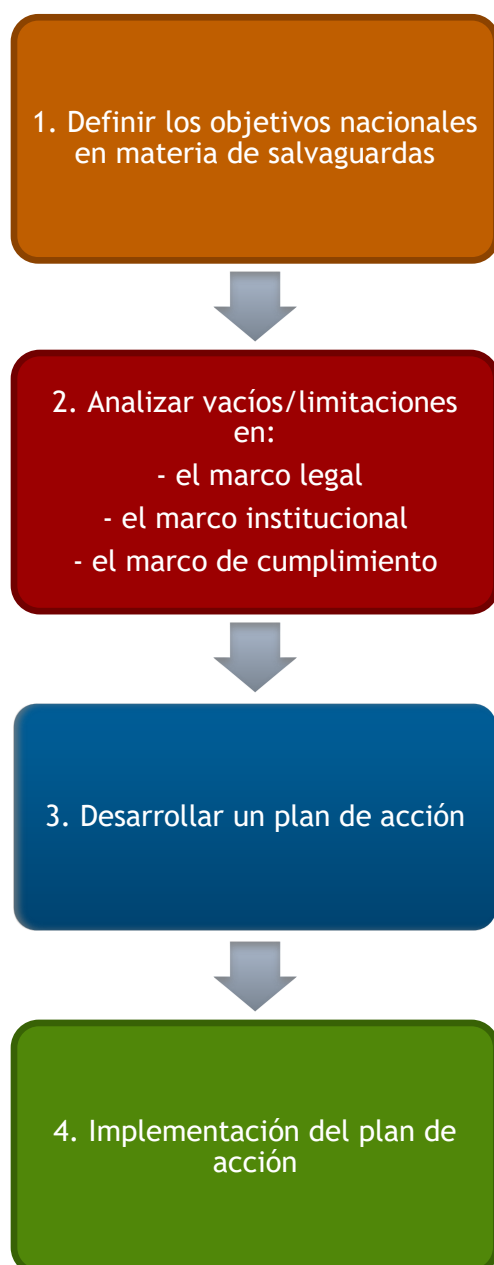 1. Definir los objetivos nacionales
en materia de salvaguardas
2. Analizar vacíos/limitaciones
en:
- el marco legal
- el marco institucional
- el marco de cumplimiento
3. Desarrollar un plan de acción
4. Implementación del plan de
acción